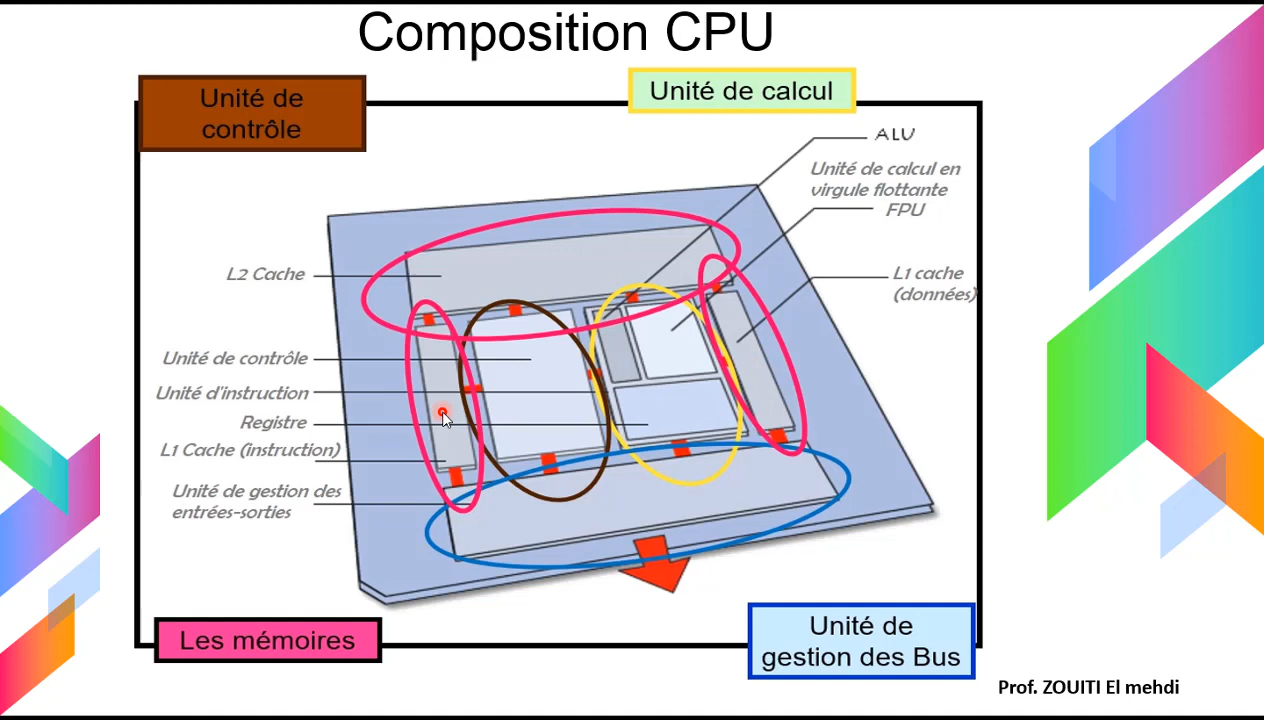 Composition CPU
Unité de
contrôle
Unité de calcul
ALU
Unité de calcul en
virgule flottante
FPU
L2 Cache
L1 cache
(données)
Unité de contrôle
Unité d'instruction
Registre
L1 Cache (instruction)
Unité de gestion des
entrées-sorties
Les mémoires
Unité de
gestion des Bus
Prof. ZOUITI El mehdi